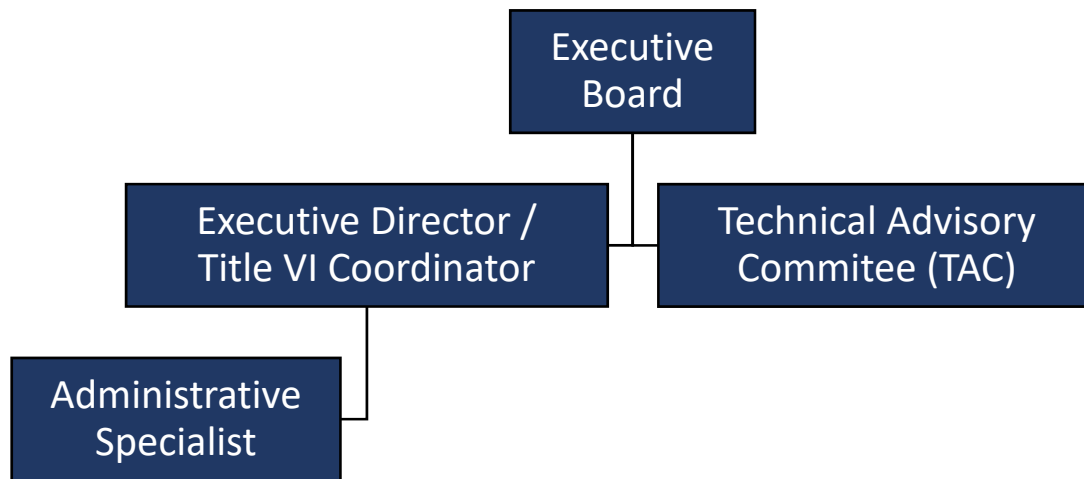 Executive
Board
Executive Director /
Title VI Coordinator
Technical Advisory
Commitee (TAC)
Administrative
Specialist